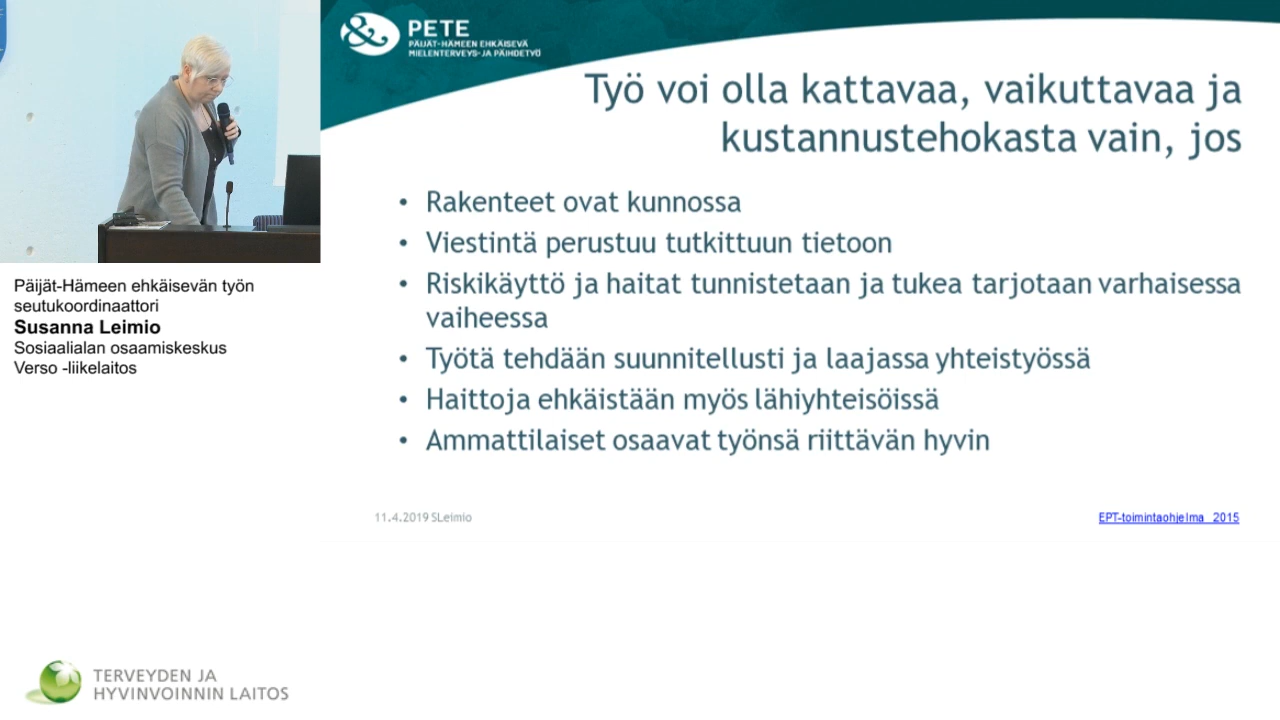 PETE
PÄIJÄT-HÄMEEN EHKÄISEVÄ
MIELENTERVEYS- JA PÄIHDETYÖ
Työ voi olla kattavaa, vaikuttavaa ja
kustannustehokasta vain, jos
• Rakenteet ovat kunnossa
• Viestintä perustuu tutkittuun tietoon
• Riskikäyttö ja haitat tunnistetaan ja tukea tarjotaan varhaisessa
vaiheessa
• Työtä tehdään suunnitellusti ja laajassa yhteistyössä
• Haittoja ehkäistään myös lähiyhteisöissä
• Ammattilaiset osaavat työnsä riittävän hyvin
11.4.2019 SLeimio
EPT-toimintaohjelma 2015
Päijät-Hämeen ehkäisevän työn
seutukoordinaattori
Susanna Leimio
Sosiaalialan osaamiskeskus
Verso -liikelaitos
TERVEYDEN JA
HYVINVOINNIN LAITOS